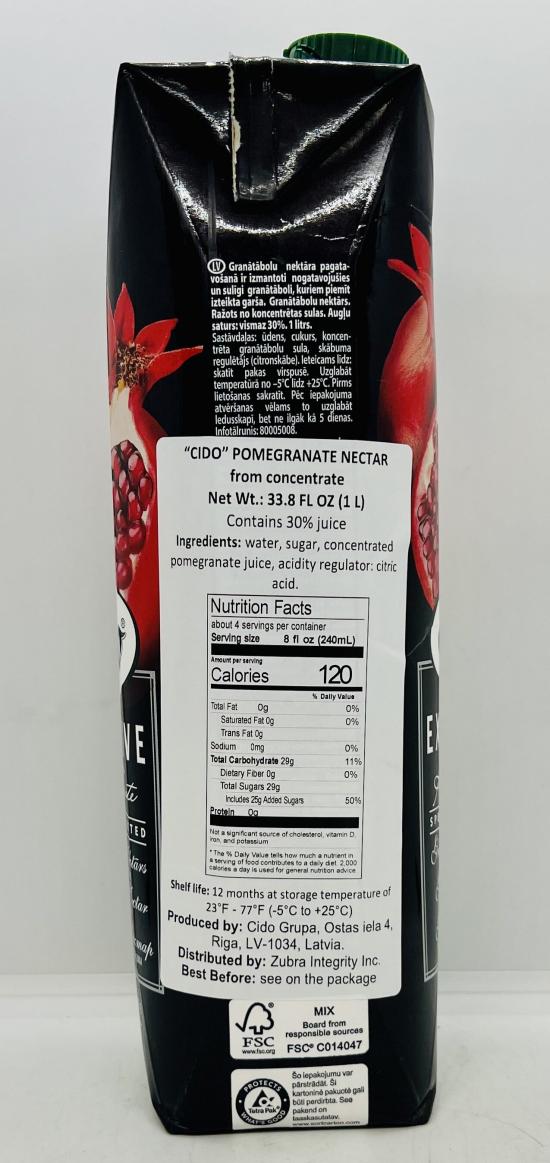 LV Granātābolu nektāra pagata-
vošanā ir izmantoti nogatavojušies
un sulīgi granātāboli, kuriem piemīt
izteikta garša. Granātābolu nektārs.
Ražots no koncentrētas sulas. Augļu
saturs: vismaz 30%. 1 litrs.
Sastāvdaļas: ūdens, cukurs, koncen-
trēta granātābolu sula, skābuma
regulētājs (citronskābe). Ieteicams līdz:
skatīt pakas virspusē. Uzglabāt
temperatūrā no –5°C līdz +25°C. Pirms
lietošanas sakratīt. Pēc iepakojuma
atvēršanas vēlams to uzglabāt
ledusskapī, bet ne ilgāk kā 5 dienas.
Infotālrunis: 80005008.
"CIDO" POMEGRANATE NECTAR
from concentrate
Net Wt.: 33.8 FL OZ (1 L)
Contains 30% juice
Ingredients: water, sugar, concentrated
pomegranate juice, acidity regulator: citric
acid.
Nutrition Facts
about 4 servings per container
Serving size 8 fl oz (240mL)
Amount per serving
Calories 120
% Daily Value
Total Fat 0g 0%
Saturated Fat 0g 0%
Trans Fat 0g
Sodium 0mg 0%
Total Carbohydrate 29g 11%
Dietary Fiber 0g 0%
Total Sugars 29g
Includes 25g Added Sugars 50%
Protein 0g
Not a significant source of cholesterol, vitamin D,
iron, and potassium
* The % Daily Value tells how much a nutrient in
a serving of food contributes to a daily diet. 2,000
calories a day is used for general nutrition advice
Shelf life: 12 months at storage temperature of
23°F - 77°F (-5°C to +25°C)
Produced by: Cido Grupa, Ostas iela 4,
Riga, LV-1034, Latvia.
Distributed by: Zubra Integrity Inc.
Best Before: see on the package
VE
TED
EX
SP
FSC
www.fsc.org
MIX
Board from
responsible sources
FSC® C014047
PROTECTS
Tetra Pak®
WHAT'S GOOD
Šo iepakojumu var
pārstrādāt. Ši
kartoninė pakuotė gali
būti perdirbta. See
pakend on
taaskasutatav.